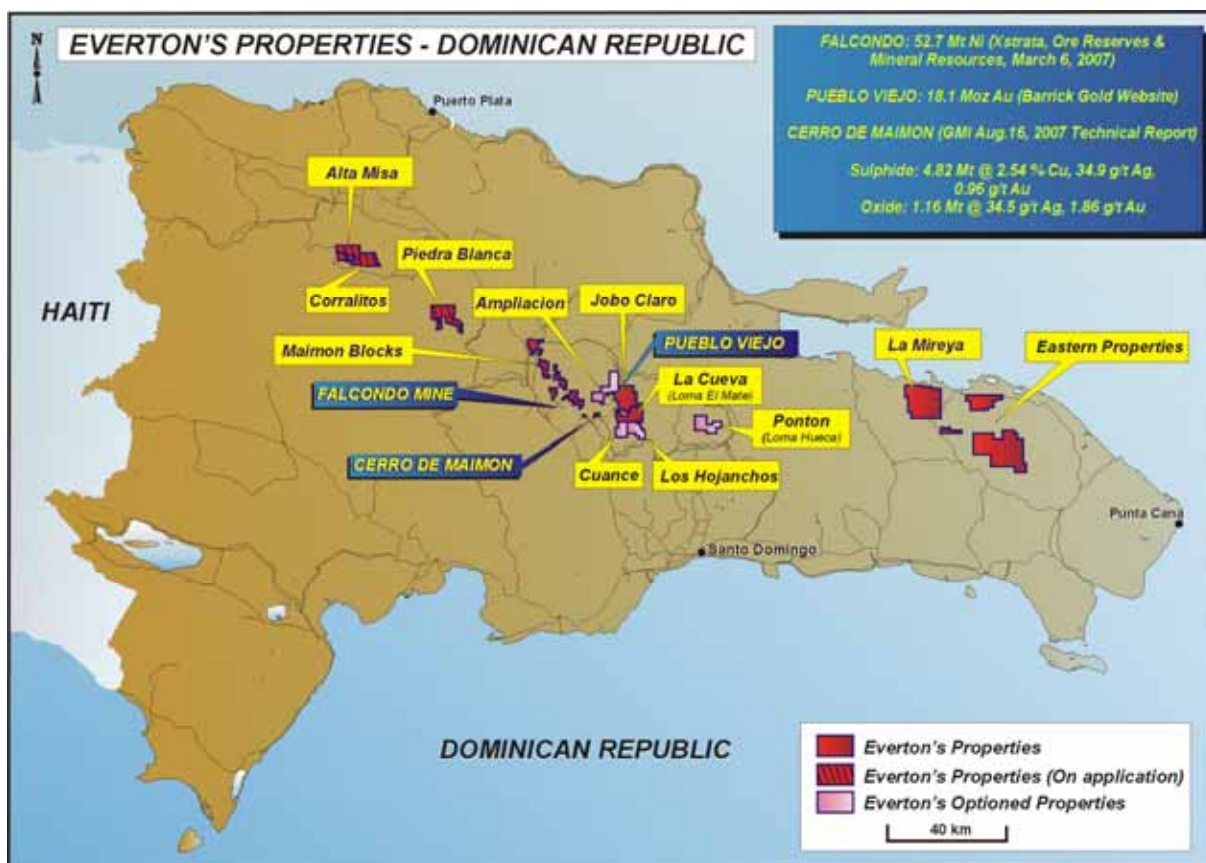 N
EVERTON'S PROPERTIES - DOMINICAN REPUBLIC
FALCONDO: 52.7 Mt Ni (Xstrata, Ore Reserves &
Mineral Resources, March 6, 2007)
PUEBLO VIEJO: 18.1 Moz Au (Barrick Gold Website)
CERRO DE MAIMON (GMI Aug.16, 2007 Technical Report)
Sulphide: 4.82 Mt @ 2.54 % Cu, 34.9 g/t Ag,
0.96 g/t Au
Oxide: 1.16 Mt @ 34.5 g/t Ag, 1.86 g/t Au
Puerto Plata
Alta Misa
Piedra Blanca
Corralitos
Ampliacion
Jobo Claro
HAITI
Maimon Blocks
PUEBLO VIEJO
La Mireya
Eastern Properties
FALCONDO MINE
La Cueva
(Loma El Matei
Ponton
(Loma Hueca)
CERRO DE MAIMON
Cuance
Los Hojanchos
Punta Cana
Santo Domingo
DOMINICAN REPUBLIC
Everton's Properties
Everton's Properties (On application)
Everton's Optioned Properties
40 km